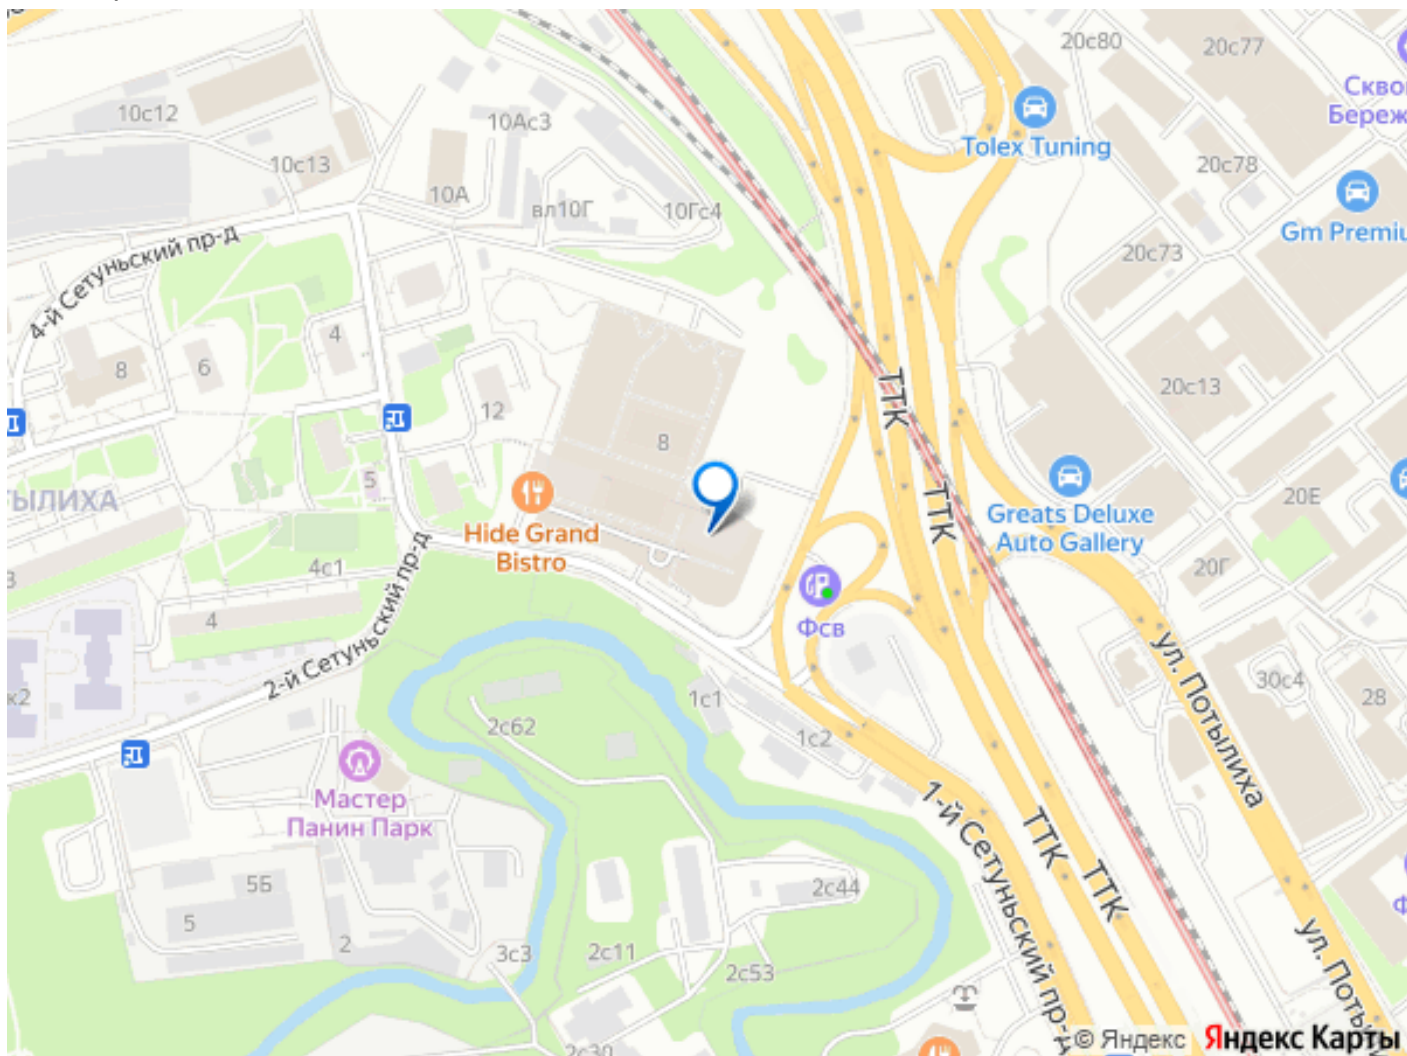 20с80
20с77
Tolex Tuning
10с12
10Ас3
10с13
10А
вл10Г
10Гс4
20с78
Gm Premiu
20с73
4-й Сетуньский пр-д
4
6
8
12
8
20с13
ТТК
ТТК
20Е
5
Hide Grand
Bistro
Greats Deluxe
Auto Gallery
ТЫЛИХА
4с1
4
20Г
Фсв
2-й Сетуньский пр-д
к2
ул. Потылиха
30с4
28
1с1
2с62
1с2
Мастер
Панин Парк
1-й Сетуньский пр-д
ТТК
ТТК
5Б
5
2
2с44
3с3
2с11
2с53
ул. Поты
2с30
© Яндекс Яндекс Карты